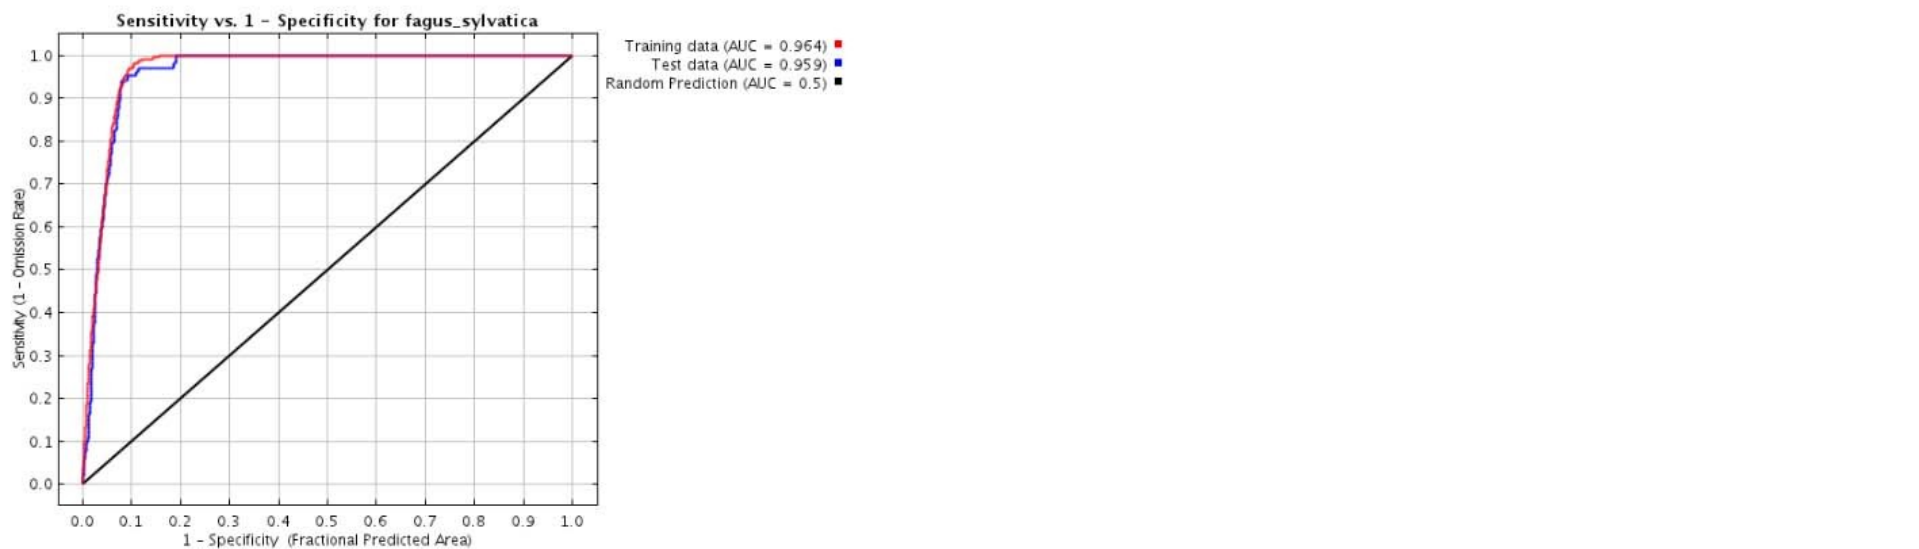 Sensitivity vs. 1 - Specificity for fagus_sylvatica
Training data (AUC = 0.964)
Test data (AUC = 0.959)
Random Prediction (AUC = 0.5)
Sensitivity (1 - Omission Rate)
1.0
0.9
0.8
0.7
0.6
0.5
0.4
0.3
0.2
0.1
0.0
0.0 0.1 0.2 0.3 0.4 0.5 0.6 0.7 0.8 0.9 1.0
1 - Specificity (Fractional Predicted Area)